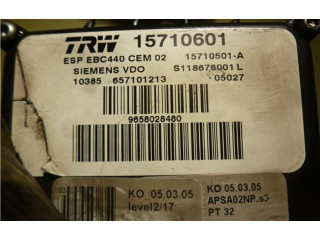 TRW 15710601
ESP EBC440 CEM 02 15710501-A
SIEMENS VDO S118676001 L
10385 657101213 05027
9658028480
KO 05.03.05
level2/17
KO 05.03.05
APSA02NP.s3
PT 32